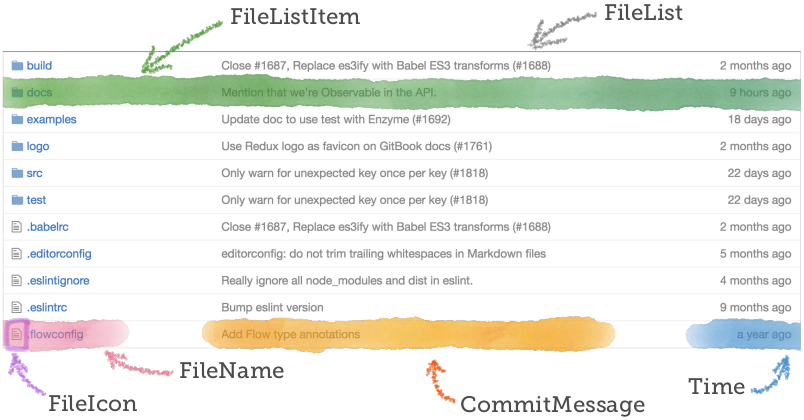 FileListItem
FileList
build Close #1687, Replace es3ify with Babel ES3 transforms (#1688) 2 months ago
docs Mention that we're Observable in the API. 9 hours ago
examples Update doc to use test with Enzyme (#1692) 18 days ago
logo Use Redux logo as favicon on GitBook docs (#1761) 2 months ago
src Only warn for unexpected key once per key (#1818) 22 days ago
test Only warn for unexpected key once per key (#1818) 22 days ago
.babelrc Close #1687, Replace es3ify with Babel ES3 transforms (#1688) 2 months ago
.editorconfig editorconfig: do not trim trailing whitespaces in Markdown files 5 months ago
.eslintignore Really ignore all node_modules and dist in eslint. 4 months ago
.eslintrc Bump eslint version 9 months ago
.flowconfig Add Flow type annotations a year ago
FileName
Time
FileIcon
CommitMessage